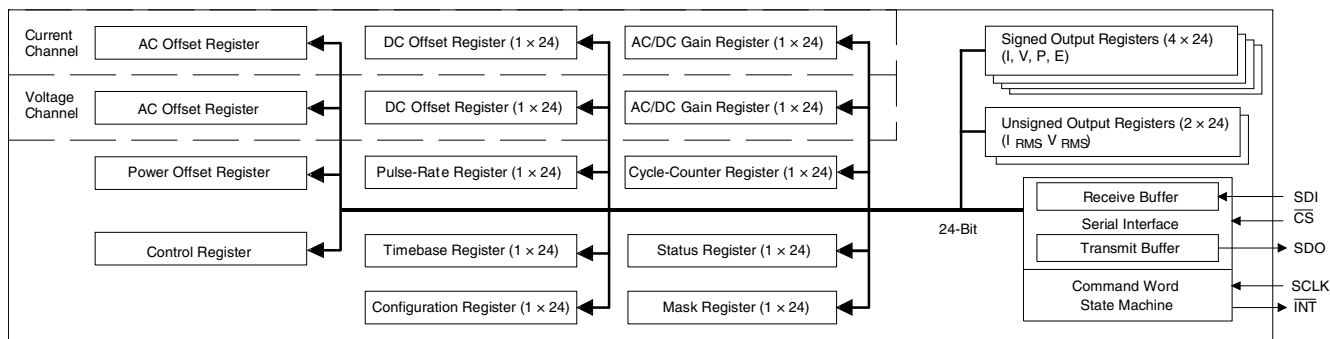 Current
Channel
AC Offset Register
DC Offset Register (1 × 24)
AC/DC Gain Register (1 × 24)
Signed Output Registers (4 × 24)
(I, V, P, E)
Voltage
Channel
AC Offset Register
DC Offset Register (1 × 24)
AC/DC Gain Register (1 × 24)
Unsigned Output Registers (2 × 24)
(I RMS V RMS)
Power Offset Register
Pulse-Rate Register (1 × 24)
Cycle-Counter Register (1 × 24)
Receive Buffer
SDI
24-Bit
Serial Interface
CS
Control Register
Timebase Register (1 × 24)
Status Register (1 × 24)
Transmit Buffer
SDO
Configuration Register (1 × 24)
Mask Register (1 × 24)
Command Word
State Machine
SCLK
INT